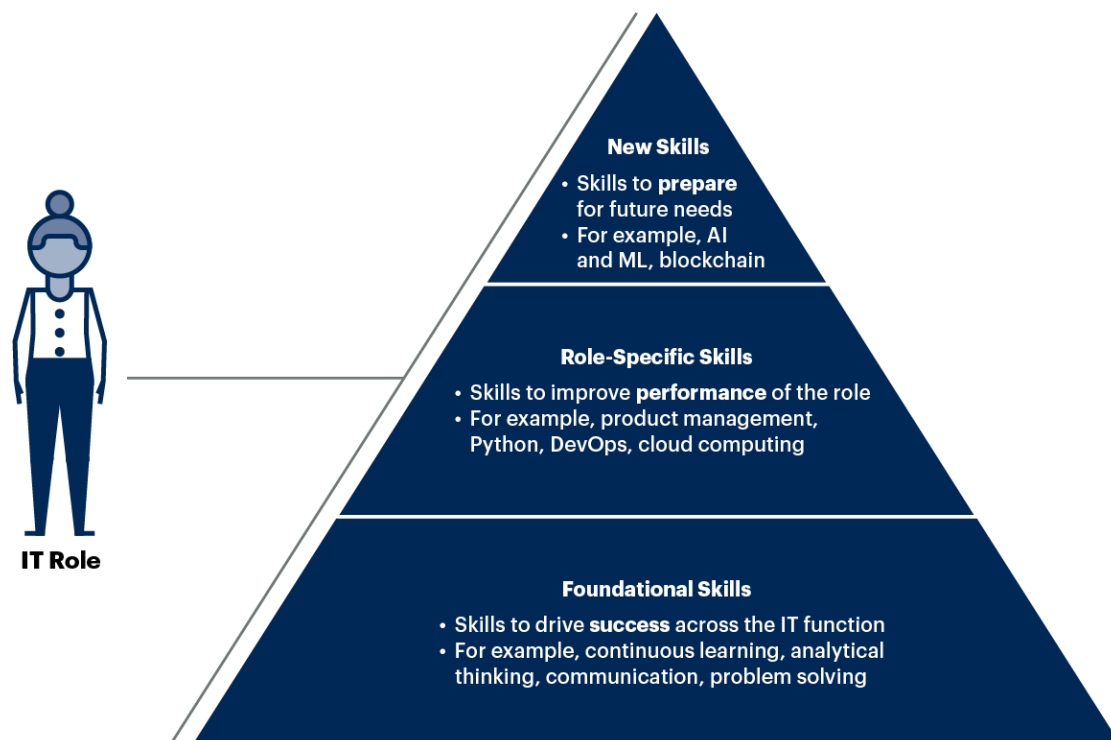 New Skills
• Skills to prepare
for future needs
• For example, AI
and ML, blockchain
Role-Specific Skills
• Skills to improve performance of the role
• For example, product management,
Python, DevOps, cloud computing
IT Role
Foundational Skills
• Skills to drive success across the IT function
• For example, continuous learning, analytical
thinking, communication, problem solving